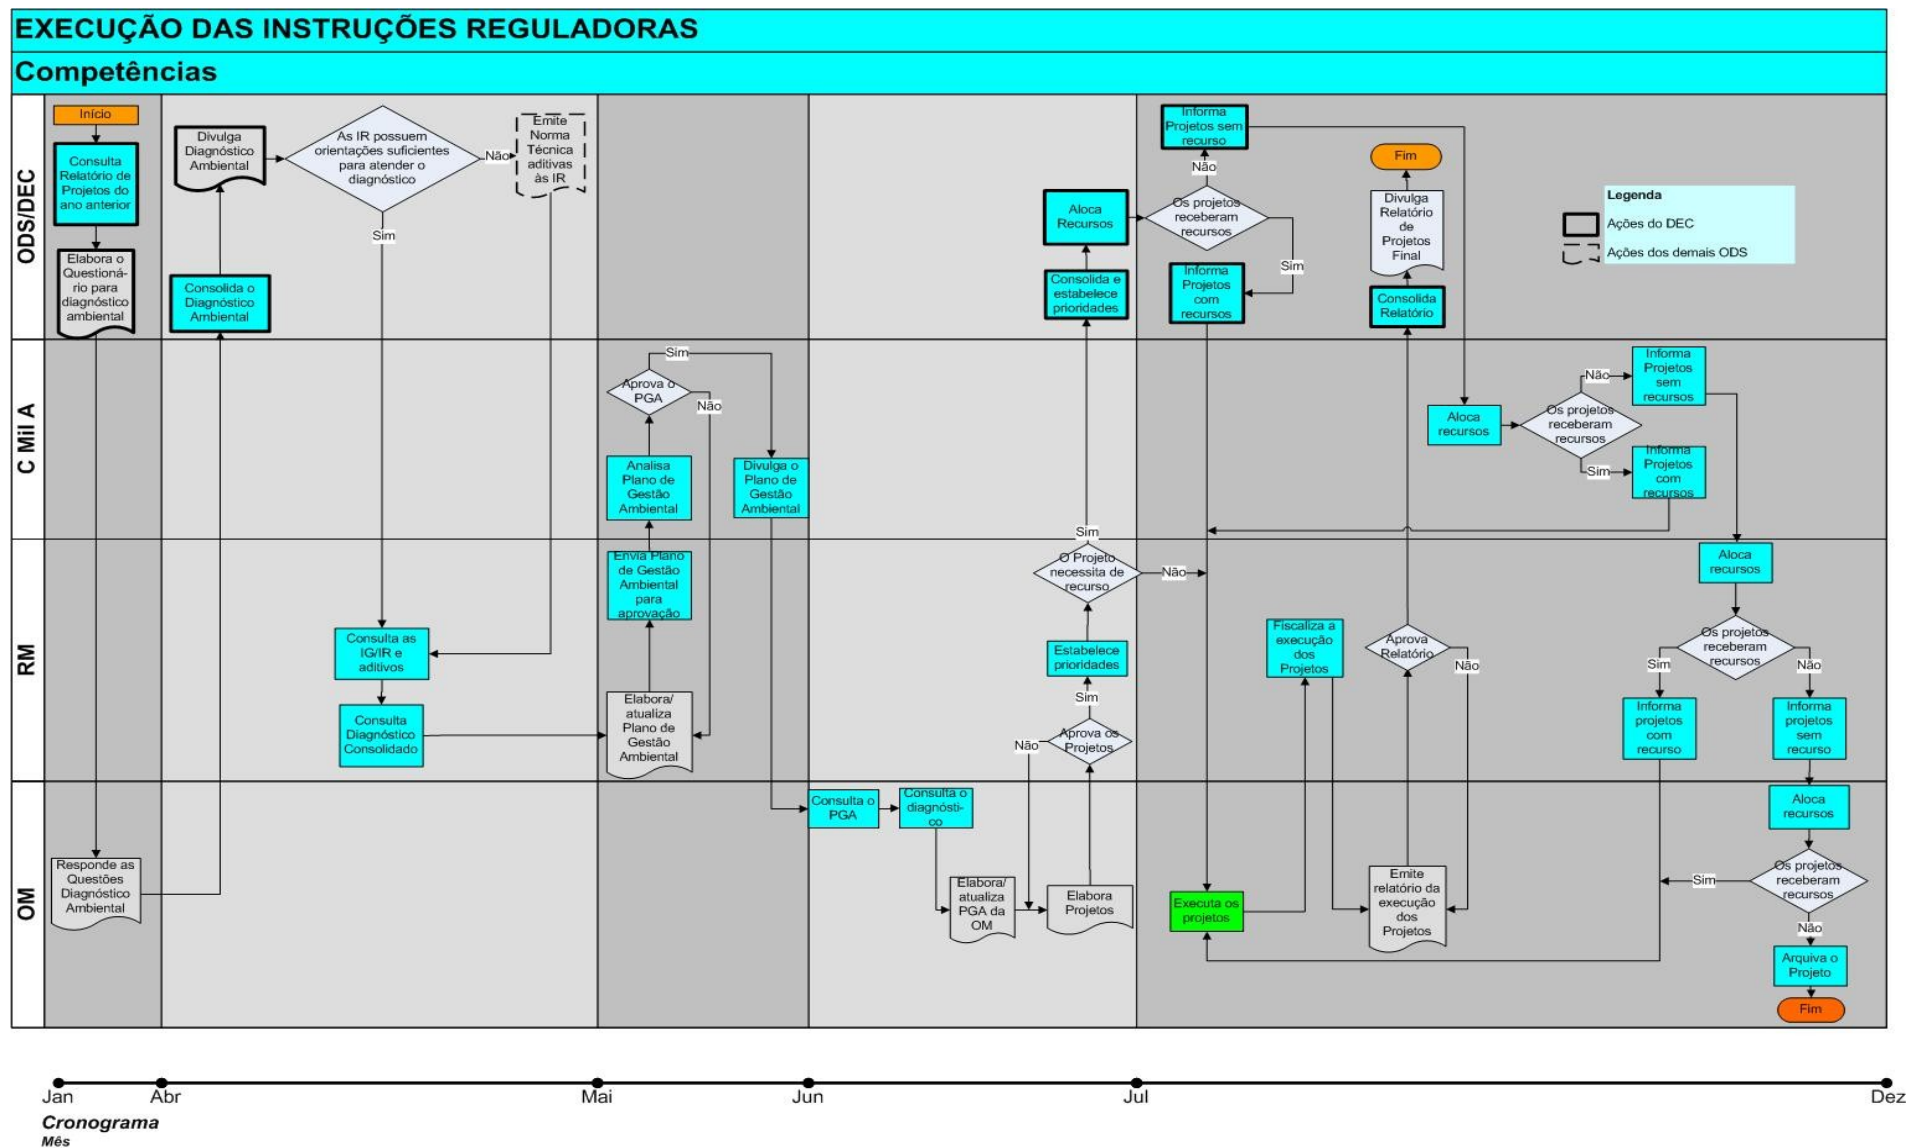 EXECUÇÃO DAS INSTRUÇÕES REGULADORAS
Competências
ODS/DEC
Início
Consulta
Relatório de
Projetos do
ano anterior
Elabora o
Questioná-
rio para
diagnóstico
ambiental
Divulga
Diagnóstico
Ambiental
Consolida o
Diagnóstico
Ambiental
As IR possuem
orientações suficientes
para atender o
diagnóstico
Não
Sim
Emite
Norma
Técnica
aditivas
às IR
Aloca
Recursos
Consolida e
estabelece
prioridades
Informa
Projetos sem
recurso
Não
Os projetos
receberam
recursos
Sim
Informa
Projetos
com
recursos
Fim
Divulga
Relatório
de
Projetos
Final
Consolida
Relatório
Legenda
Ações do DEC
Ações dos demais ODS
C Mil A
Sim
Aprova o
PGA
Não
Analisa
Plano de
Gestão
Ambiental
Divulga o
Plano de
Gestão
Ambiental
Aloca
recursos
Os projetos
receberam
recursos
Não
Informa
Projetos
sem
recursos
Sim
Informa
Projetos
com
recursos
RM
Consulta as
IG/IR e
aditivos
Consulta
Diagnóstico
Consolidado
Envia Plano
de Gestão
Ambiental
para
aprovação
Elabora/
atualiza
Plano de
Gestão
Ambiental
Sim
O Projeto
necessita de
recurso
Não
Estabelece
prioridades
Sim
Aprova os
Projetos
Não
Fiscaliza a
execução
dos
Projetos
Aprova
Relatório
Não
Aloca
recursos
Os projetos
receberam
recursos
Sim
Não
Informa
projetos
com
recurso
Informa
projetos
sem
recurso
OM
Responde as
Questões
Diagnóstico
Ambiental
Consulta o
PGA
Consulta o
diagnósti-
co
Elabora/
atualiza
PGA da
OM
Elabora
Projetos
Executa os
projetos
Emite
relatório da
execução
dos
Projetos
Aloca
recursos
Os projetos
receberam
recursos
Sim
Não
Arquiva o
Projeto
Fim
Jan
Abr
Mai
Jun
Jul
Dez
Cronograma
Mês